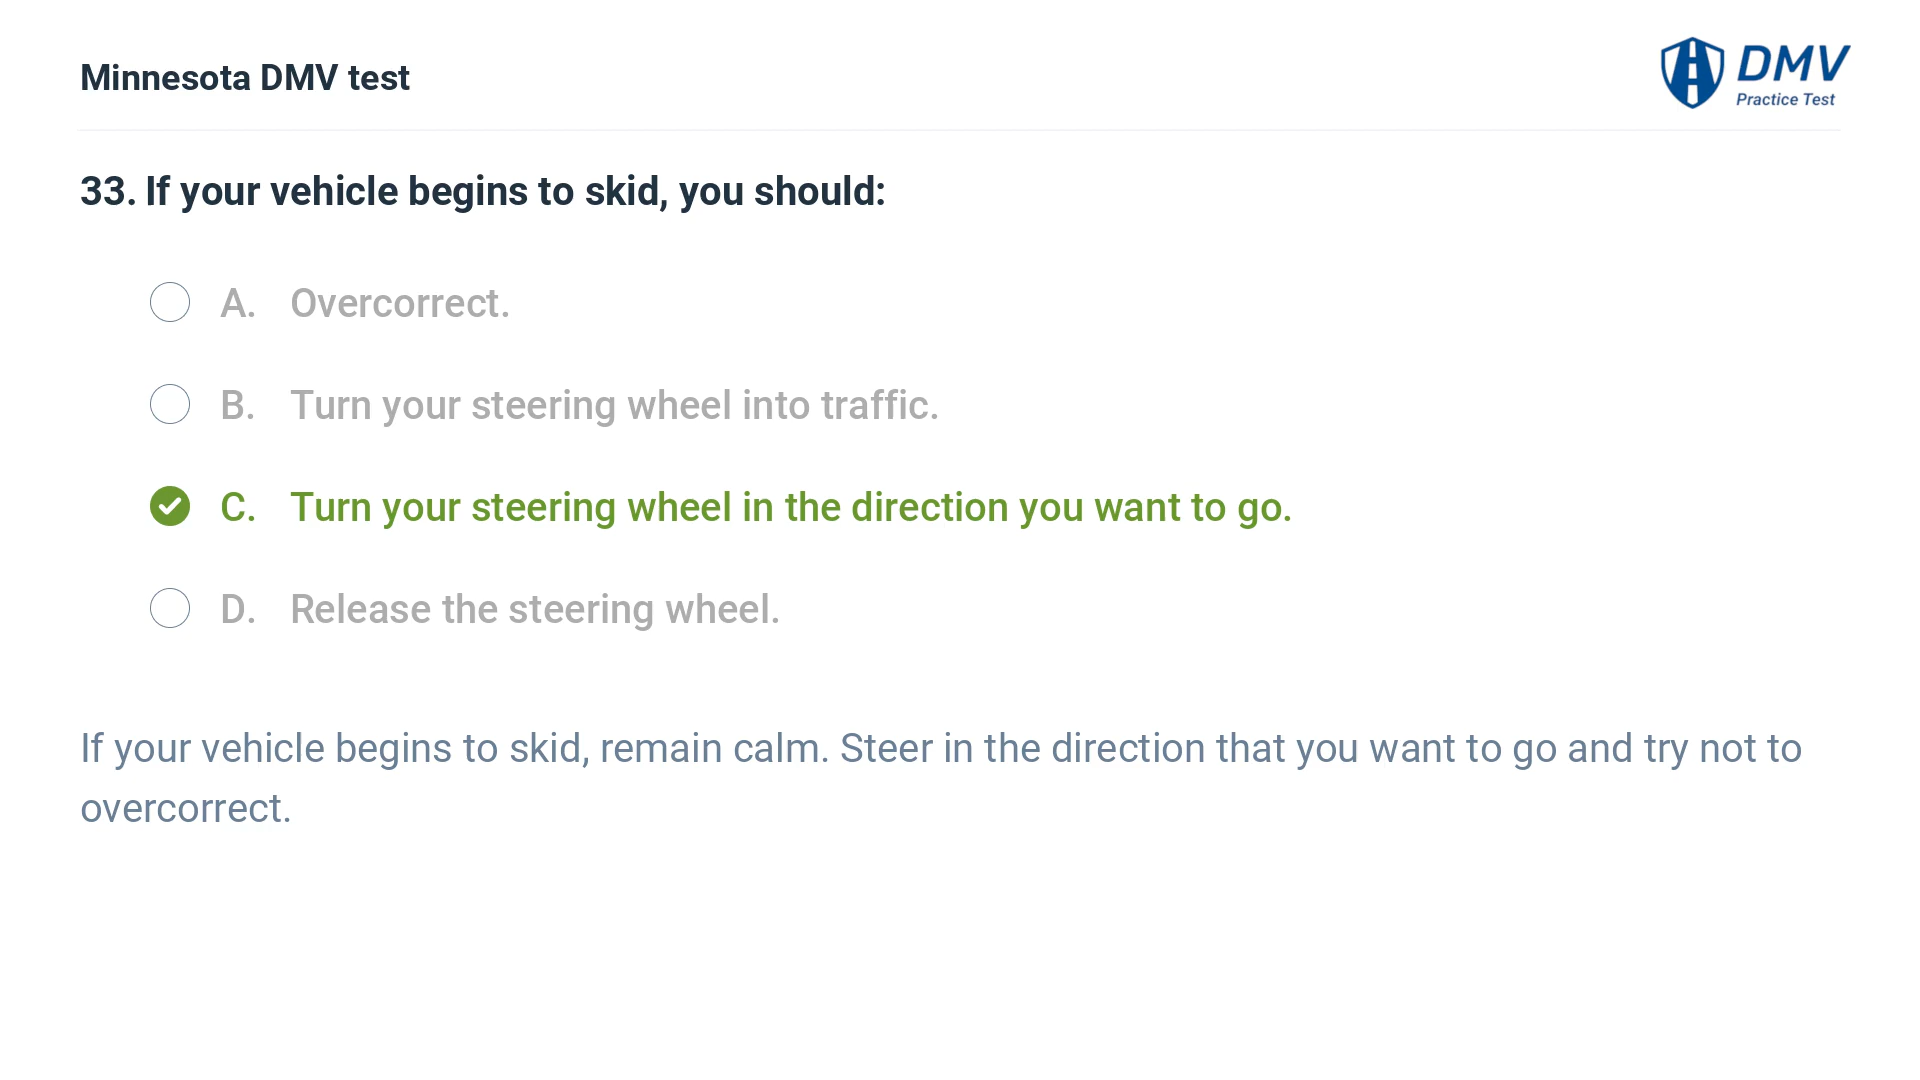 Minnesota DMV test
DMV
Practice Test
33. If your vehicle begins to skid, you should:
A. Overcorrect.
B. Turn your steering wheel into traffic.
C. Turn your steering wheel in the direction you want to go.
D. Release the steering wheel.
If your vehicle begins to skid, remain calm. Steer in the direction that you want to go and try not to
overcorrect.